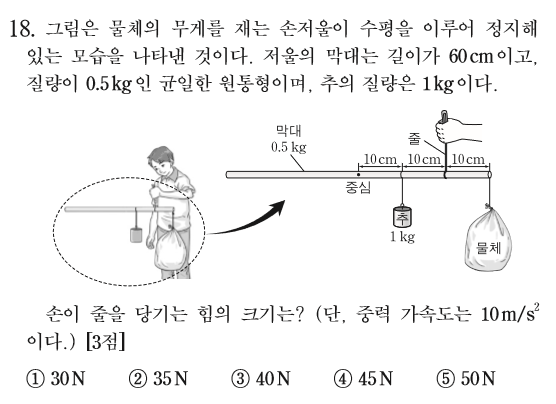 18. 그림은 물체의 무게를 재는 손저울이 수평을 이루어 정지해
있는 모습을 나타낸 것이다. 저울의 막대는 길이가 60cm이고,
질량이 0.5kg인 균일한 원통형이며, 추의 질량은 1kg이다.
막대
0.5 kg
줄
10cm 10cm 10cm
중심
추
1 kg
물체
손이 줄을 당기는 힘의 크기는? (단, 중력 가속도는 10m/s²
이다.) [3점]
① 30N ② 35N ③ 40N ④ 45N ⑤ 50N